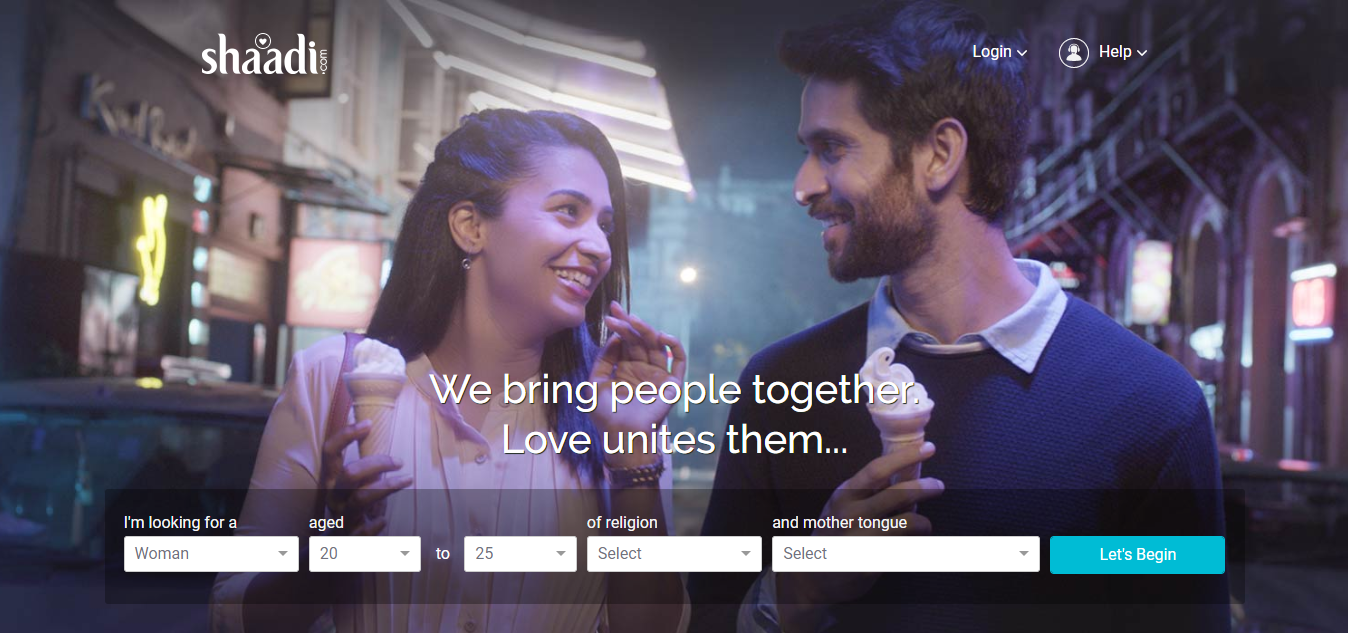 shaadi.com
Login
Help
We bring people together.
Love unites them...
I'm looking for a
aged
of religion
and mother tongue
Woman
20
to
25
Select
Select
Let's Begin